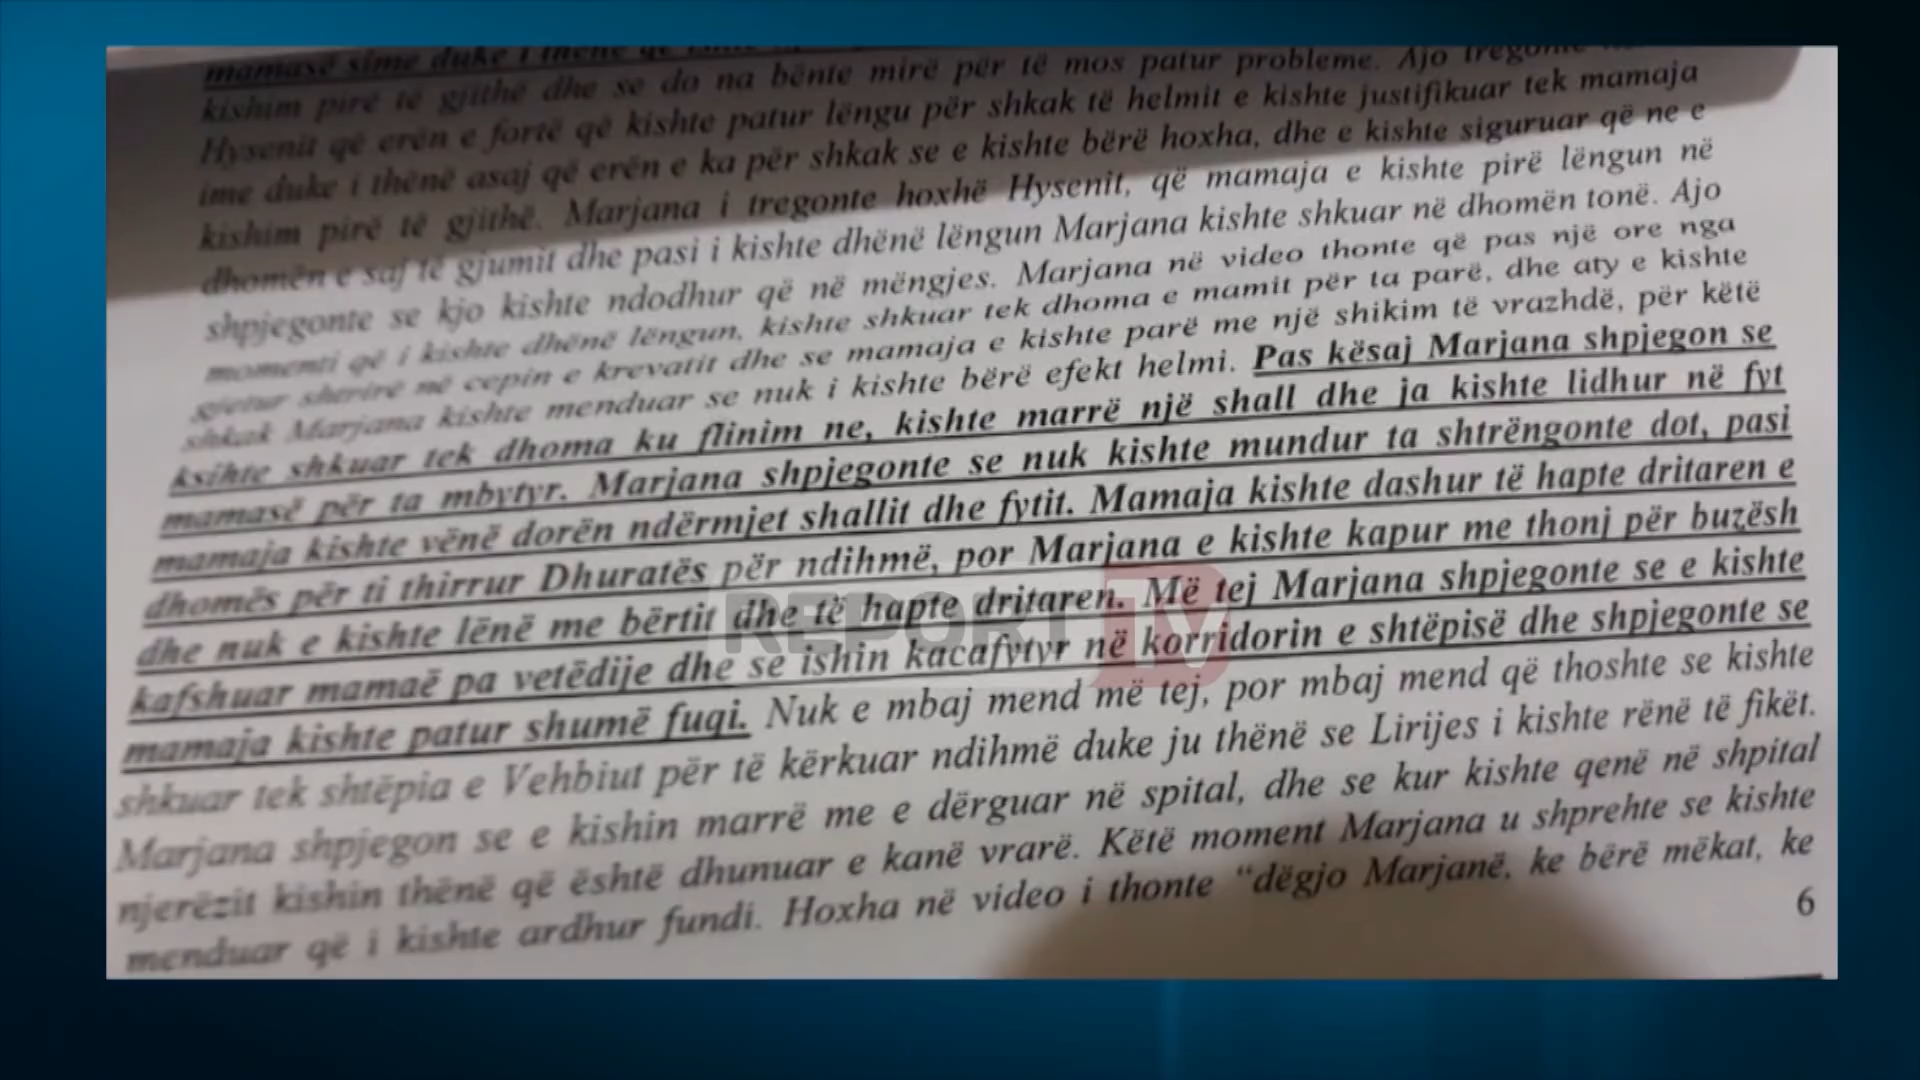 mamasë sime duke i thënë që
kishim pirë të gjithë dhe se do na bënte mirë për të mos patur probleme. Ajo tregonte
Hysenit që erën e fortë që kishte patur lëngu për shkak të helmit e kishte justifikuar tek mamaja
ime duke i thënë asaj që erën e ka për shkak se e kishte bërë hoxha, dhe e kishte siguruar që ne e
kishim pirë të gjithë. Marjana i tregonte hoxhë Hysenit, që mamaja e kishte pirë lëngun në
dhomën e saj të gjumit dhe pasi i kishte dhënë lëngun Marjana kishte shkuar në dhomën tonë. Ajo
shpjegonte se kjo kishte ndodhur që në mëngjes. Marjana në video thonte që pas një ore nga
momenti që i kishte dhënë lëngun, kishte shkuar tek dhoma e mamit për ta parë, dhe aty e kishte
gjetur shtrirë në cepin e krevatit dhe se mamaja e kishte parë me një shikim të vrazhdë, për këtë
shkak Marjana kishte menduar se nuk i kishte bërë efekt helmi. Pas kësaj Marjana shpjegon se
ksihte shkuar tek dhoma ku flinim ne, kishte marrë një shall dhe ja kishte lidhur në fyt
mamasë për ta mbytyr. Marjana shpjegonte se nuk kishte mundur ta shtrëngonte dot, pasi
mamaja kishte vënë dorën ndërmjet shallit dhe fytit. Mamaja kishte dashur të hapte dritaren e
dhomës për ti thirrur Dhuratës për ndihmë, por Marjana e kishte kapur me thonj për buzësh
dhe nuk e kishte lënë me bërtit dhe të hapte dritaren. Më tej Marjana shpjegonte se e kishte
kafshuar mamaë pa vetëdije dhe se ishin kacafytyr në korridorin e shtëpisë dhe shpjegonte se
mamaja kishte patur shumë fuqi. Nuk e mbaj mend më tej, por mbaj mend që thoshte se kishte
shkuar tek shtëpia e Vehbiut për të kërkuar ndihmë duke ju thënë se Lirijes i kishte rënë të fikët.
Marjana shpjegon se e kishin marrë me e dërguar në spital, dhe se kur kishte qenë në shpital
njerëzit kishin thënë që është dhunuar e kanë vrarë. Këtë moment Marjana u shprehte se kishte
menduar që i kishte ardhur fundi. Hoxha në video i thonte “dëgjo Marjanë, ke bërë mëkat, ke
6
REPORT TV